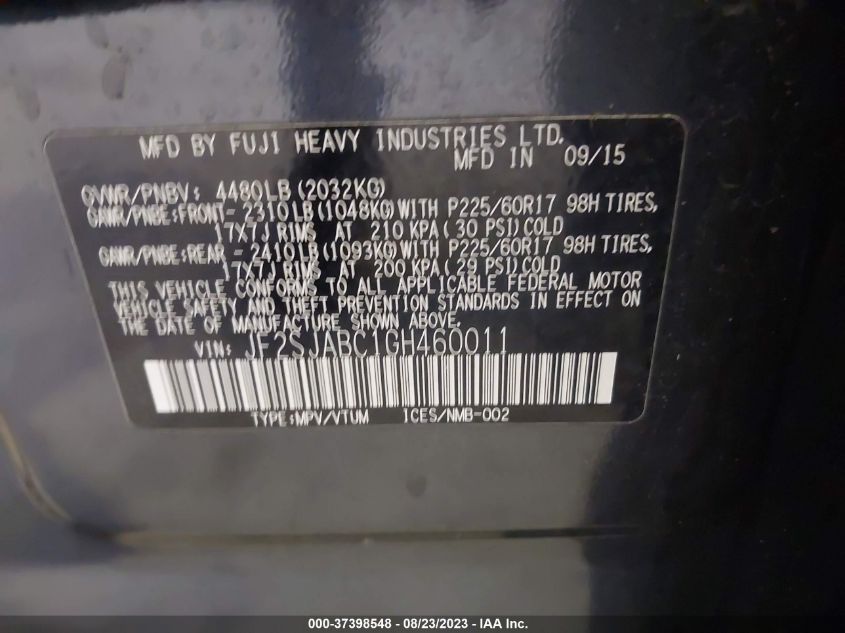 MFD BY FUJI HEAVY INDUSTRIES LTD.
MFD IN 09/15
GVWR/PNBV: 4480LB (2032KG)
GAWR/PNBE:FRONT- 2310LB (1048KG) WITH P225/60R17 98H TIRES,
17X7J RIMS AT 210 KPA ( 30 PSI) COLD
GAWR/PNBE:REAR - 2410LB (1093KG) WITH P225/60R17 98H TIRES,
17X7J RIMS AT 200 KPA (29 PSI) COLD
THIS VEHICLE CONFORMS TO ALL APPLICABLE FEDERAL MOTOR
VEHICLE SAFETY AND THEFT PREVENTION STANDARDS IN EFFECT ON
THE DATE OF MANUFACTURE SHOWN ABOVE.
VIN: JF2SJABC1GH460011
TYPE:MPV/VTUM ICES/NMB-002
000-37398548 - 08/23/2023 - IAA Inc.